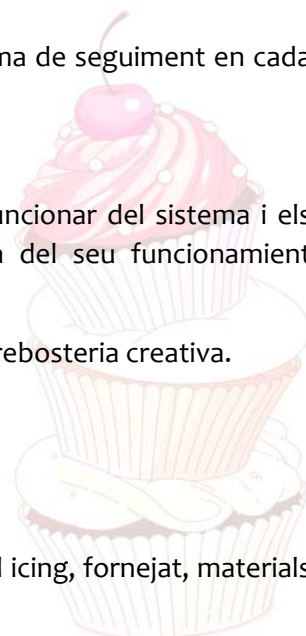 ma de seguiment en cada
uncionar del sistema i els
del seu funcionament
rebosteria creativa.
icing, fornejat, materials